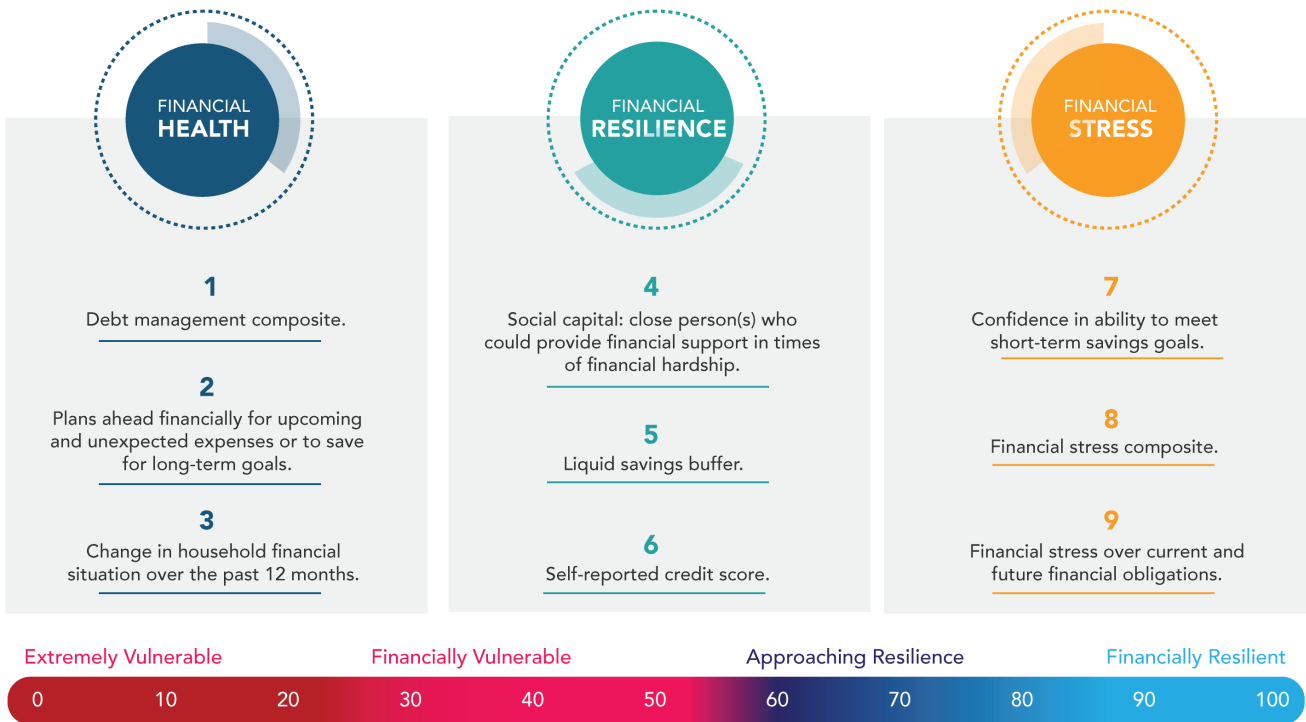 FINANCIAL
HEALTH
1
Debt management composite.
2
Plans ahead financially for upcoming
and unexpected expenses or to save
for long-term goals.
3
Change in household financial
situation over the past 12 months.
FINANCIAL
RESILIENCE
4
Social capital: close person(s) who
could provide financial support in times
of financial hardship.
5
Liquid savings buffer.
6
Self-reported credit score.
FINANCIAL
STRESS
7
Confidence in ability to meet
short-term savings goals.
8
Financial stress composite.
9
Financial stress over current and
future financial obligations.
Extremely Vulnerable Financially Vulnerable Approaching Resilience Financially Resilient
0 10 20 30 40 50 60 70 80 90 100